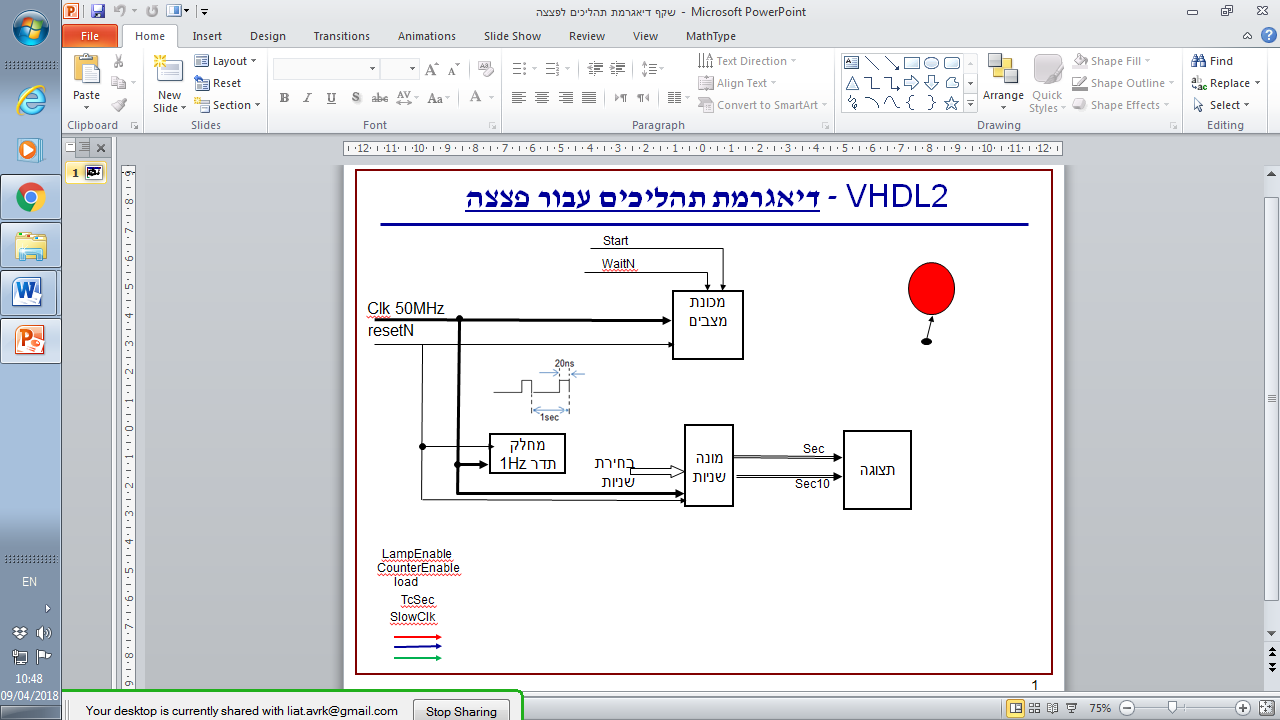 שקף דיאגרמת תהליכים לפצצה - Microsoft PowerPoint
File Home Insert Design Transitions Animations Slide Show Review View MathType
Paste
New Slide
Layout
Reset
Section
B I U S abc AV Aa A
Text Direction
Align Text
Convert to SmartArt
Arrange
Quick Styles
Shape Fill
Shape Outline
Shape Effects
Find
Replace
Select
Clipboard Slides Font Paragraph Drawing Editing
1
VHDL2 - דיאגרמת תהליכים עבור פצצה
Start
WaitN
Clk 50MHz
resetN
מכונת
מצבים
20ns
1sec
מחלק
תדר 1Hz
בחירת
שניות
מונה
שניות
Sec
Sec10
תצוגה
LampEnable
CounterEnable
load
TcSec
SlowClk
1
EN
10:48
09/04/2018
Your desktop is currently shared with liat.avrk@gmail.com
Stop Sharing
75%